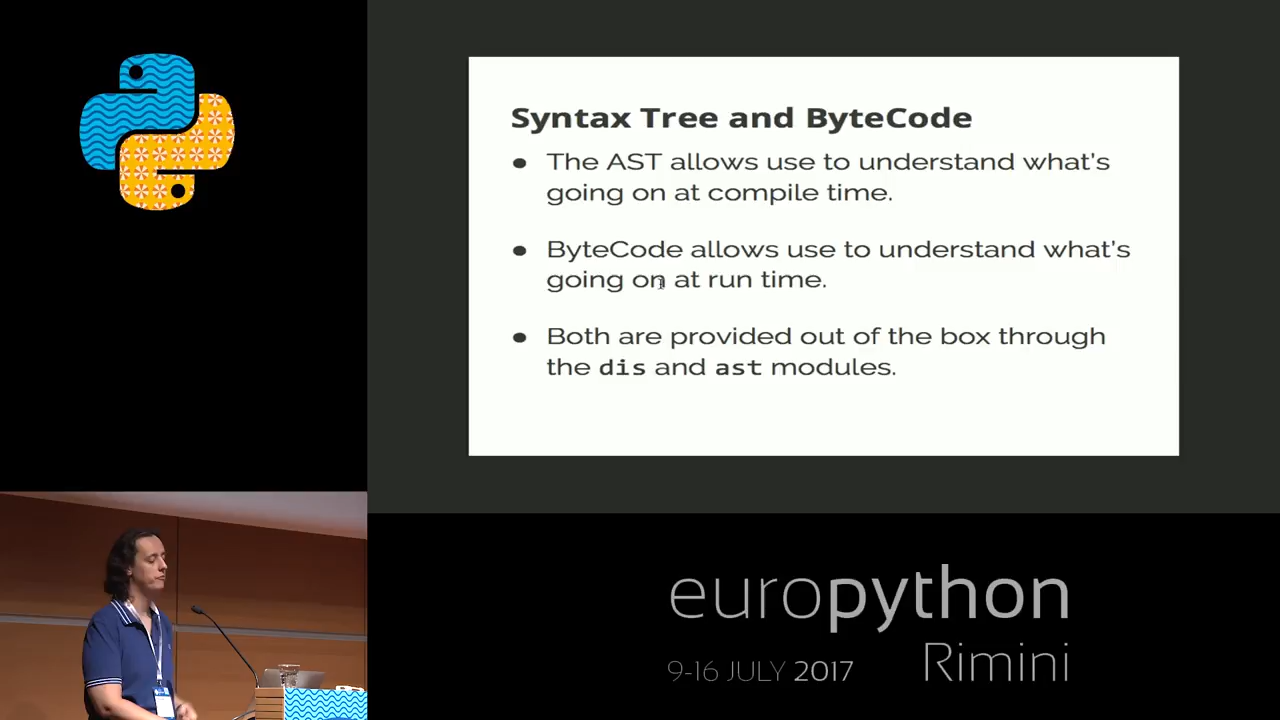 Syntax Tree and ByteCode
● The AST allows use to understand what's
going on at compile time.
● ByteCode allows use to understand what's
going on at run time.
● Both are provided out of the box through
the dis and ast modules.
europython
9-16 JULY 2017 Rimini